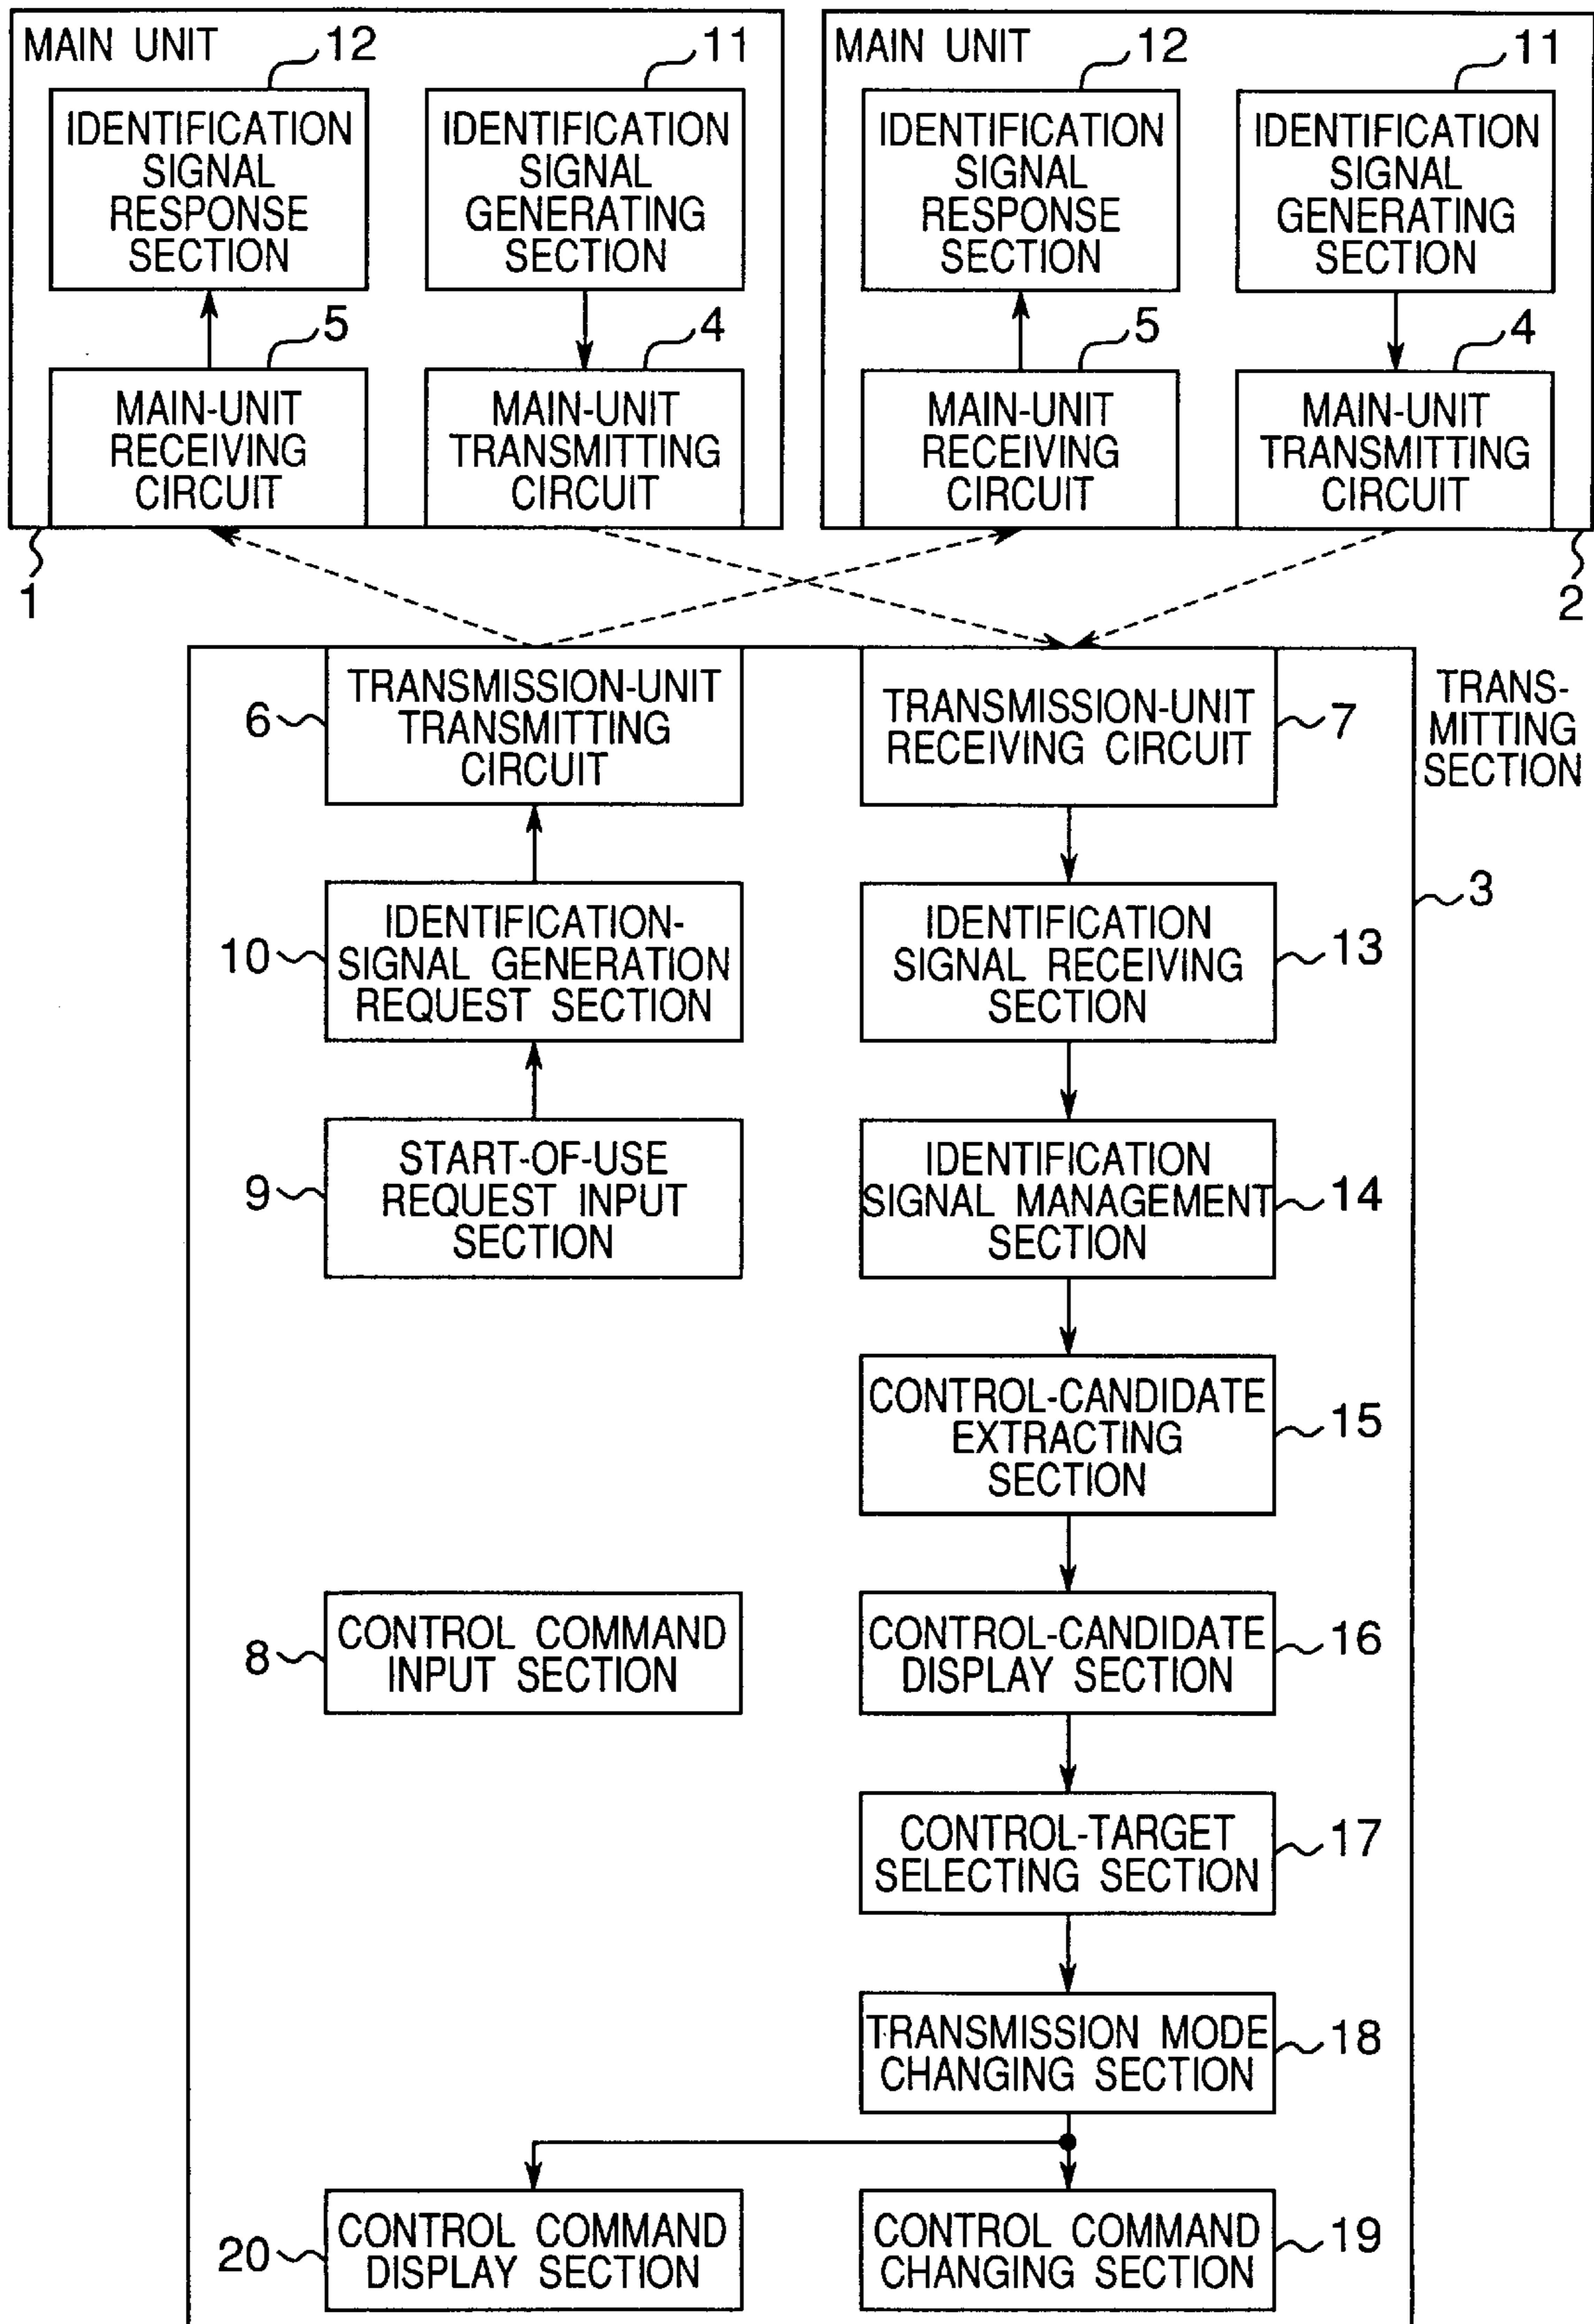 MAIN UNIT
12
11
IDENTIFICATION
SIGNAL
RESPONSE
SECTION
IDENTIFICATION
SIGNAL
GENERATING
SECTION
5
4
MAIN-UNIT
RECEIVING
CIRCUIT
MAIN-UNIT
TRANSMITTING
CIRCUIT
1
MAIN UNIT
12
11
IDENTIFICATION
SIGNAL
RESPONSE
SECTION
IDENTIFICATION
SIGNAL
GENERATING
SECTION
5
4
MAIN-UNIT
RECEIVING
CIRCUIT
MAIN-UNIT
TRANSMITTING
CIRCUIT
2
6
TRANSMISSION-UNIT
TRANSMITTING
CIRCUIT
TRANSMISSION-UNIT
RECEIVING CIRCUIT
7
TRANS-
MITTING
SECTION
3
10
IDENTIFICATION-
SIGNAL GENERATION
REQUEST SECTION
IDENTIFICATION
SIGNAL RECEIVING
SECTION
13
9
START-OF-USE
REQUEST INPUT
SECTION
IDENTIFICATION
SIGNAL MANAGEMENT
SECTION
14
CONTROL-CANDIDATE
EXTRACTING
SECTION
15
8
CONTROL COMMAND
INPUT SECTION
CONTROL-CANDIDATE
DISPLAY SECTION
16
CONTROL-TARGET
SELECTING SECTION
17
TRANSMISSION MODE
CHANGING SECTION
18
20
CONTROL COMMAND
DISPLAY SECTION
CONTROL COMMAND
CHANGING SECTION
19